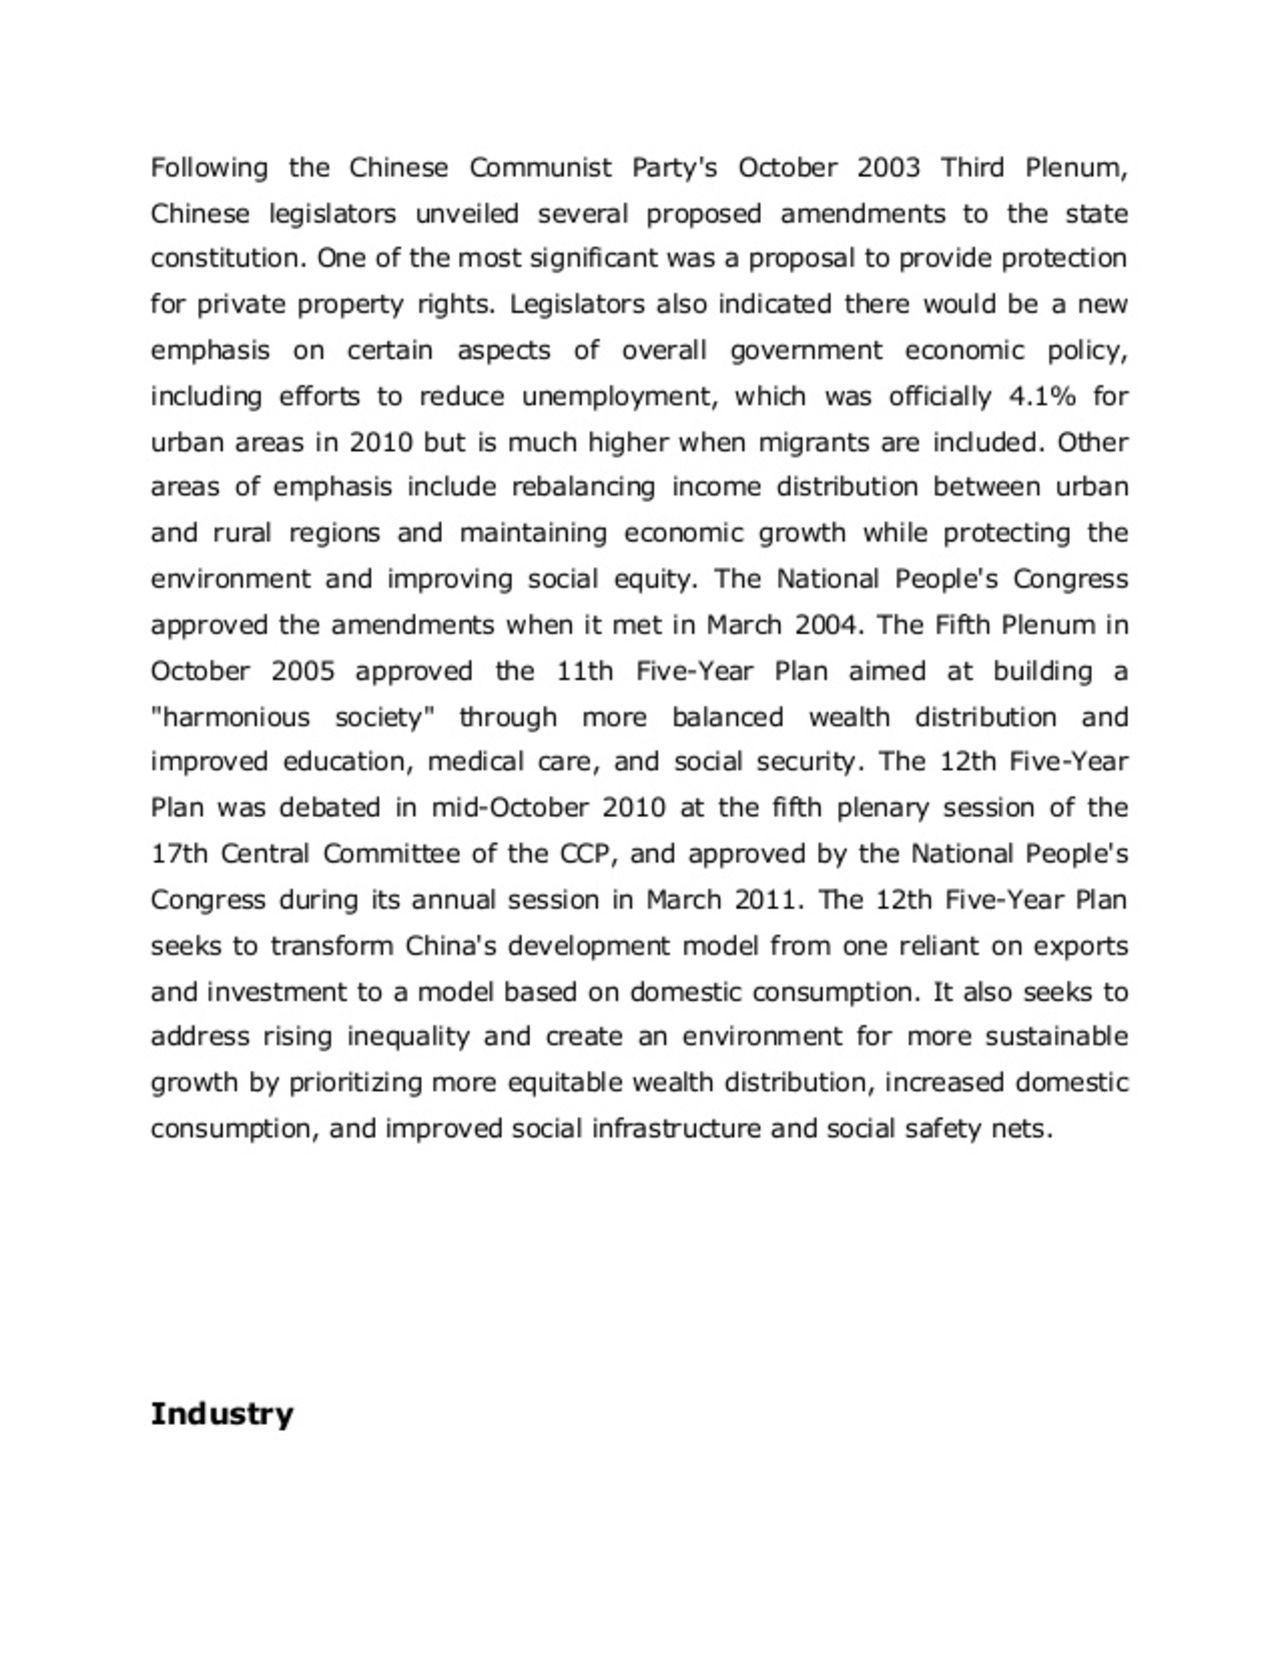 Following the Chinese Communist Party's October 2003 Third Plenum,
Chinese legislators unveiled several proposed amendments to the state
constitution. One of the most significant was a proposal to provide protection
for private property rights. Legislators also indicated there would be a new
emphasis on certain aspects of overall government economic policy,
including efforts to reduce unemployment, which was officially 4.1% for
urban areas in 2010 but is much higher when migrants are included. Other
areas of emphasis include rebalancing income distribution between urban
and rural regions and maintaining economic growth while protecting the
environment and improving social equity. The National People's Congress
approved the amendments when it met in March 2004. The Fifth Plenum in
October 2005 approved the 11th Five-Year Plan aimed at building a
"harmonious society" through more balanced wealth distribution and
improved education, medical care, and social security. The 12th Five-Year
Plan was debated in mid-October 2010 at the fifth plenary session of the
17th Central Committee of the CCP, and approved by the National People's
Congress during its annual session in March 2011. The 12th Five-Year Plan
seeks to transform China's development model from one reliant on exports
and investment to a model based on domestic consumption. It also seeks to
address rising inequality and create an environment for more sustainable
growth by prioritizing more equitable wealth distribution, increased domestic
consumption, and improved social infrastructure and social safety nets.
Industry